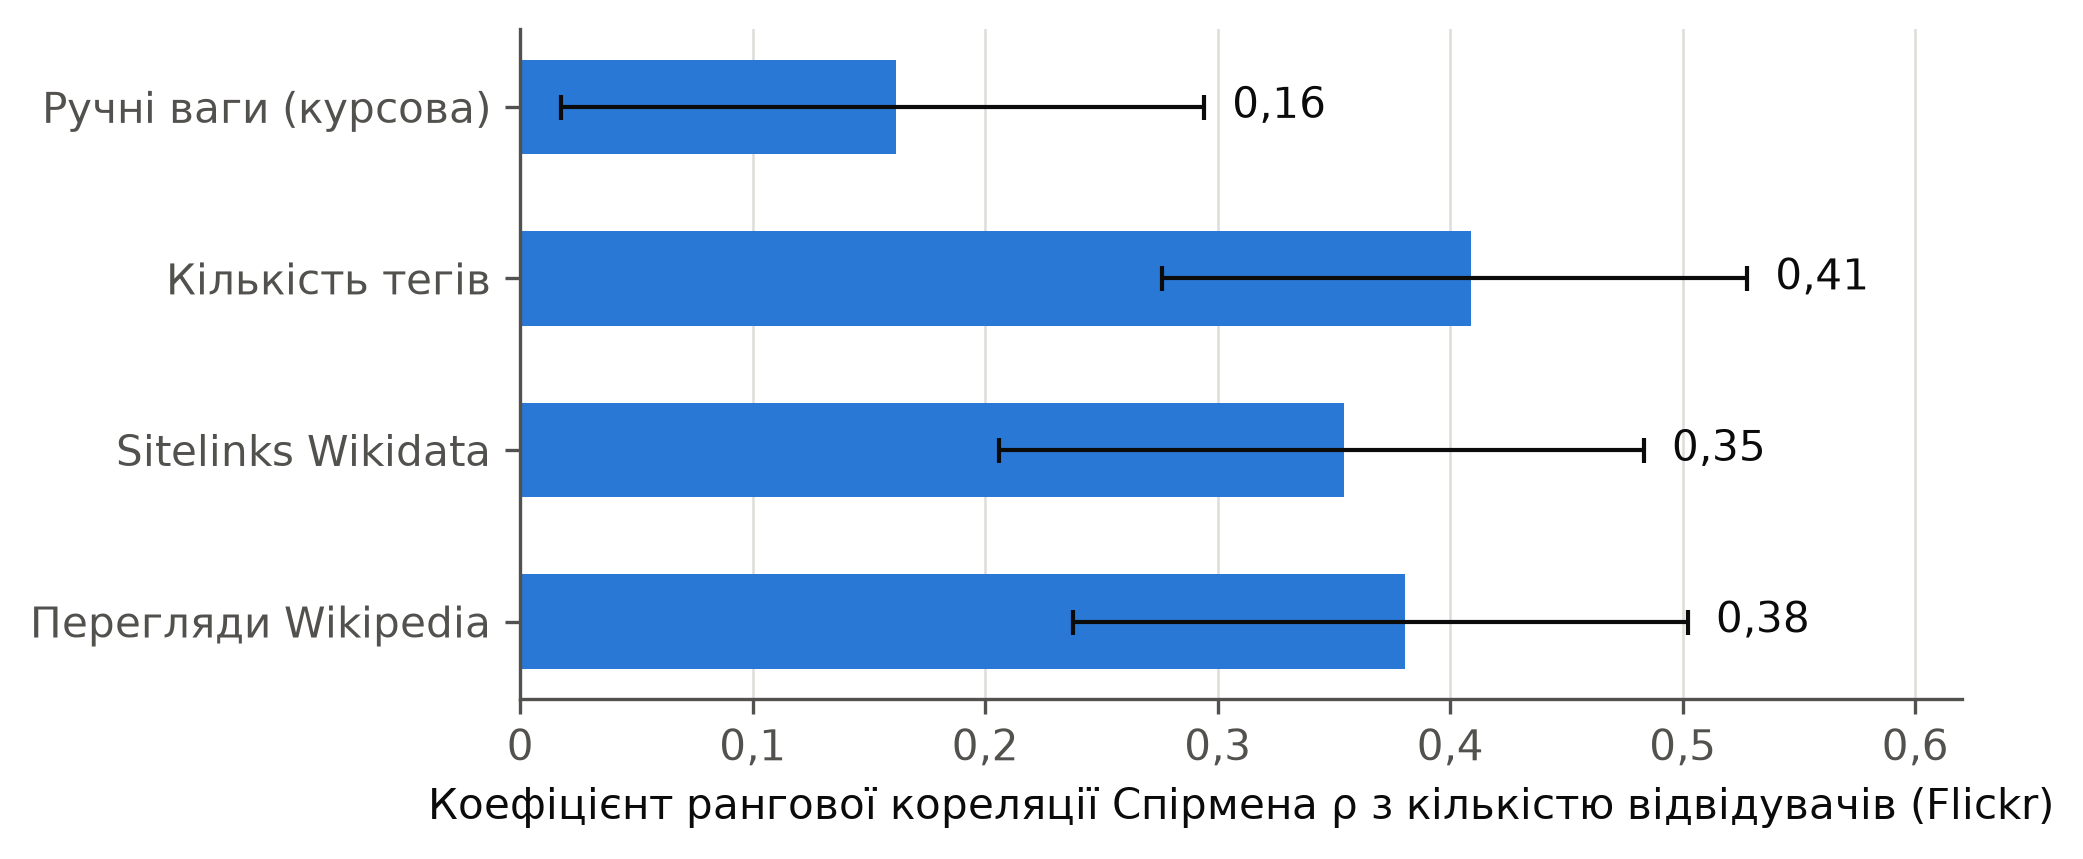 Ручні ваги (курсова)
0,16
Кількість тегів
0,41
Sitelinks Wikidata
0,35
Перегляди Wikipedia
0,38
0
0,1
0,2
0,3
0,4
0,5
0,6
Коефіцієнт рангової кореляції Спірмена ρ з кількістю відвідувачів (Flickr)